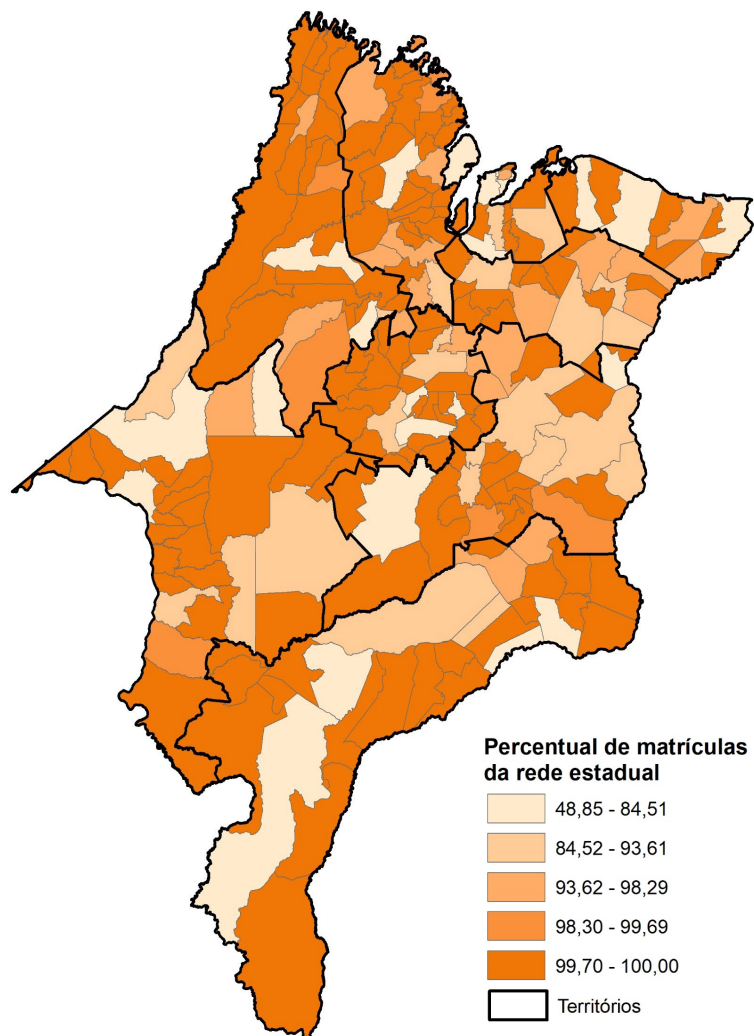 Percentual de matrículas
da rede estadual
48,85 - 84,51
84,52 - 93,61
93,62 - 98,29
98,30 - 99,69
99,70 - 100,00
Territórios